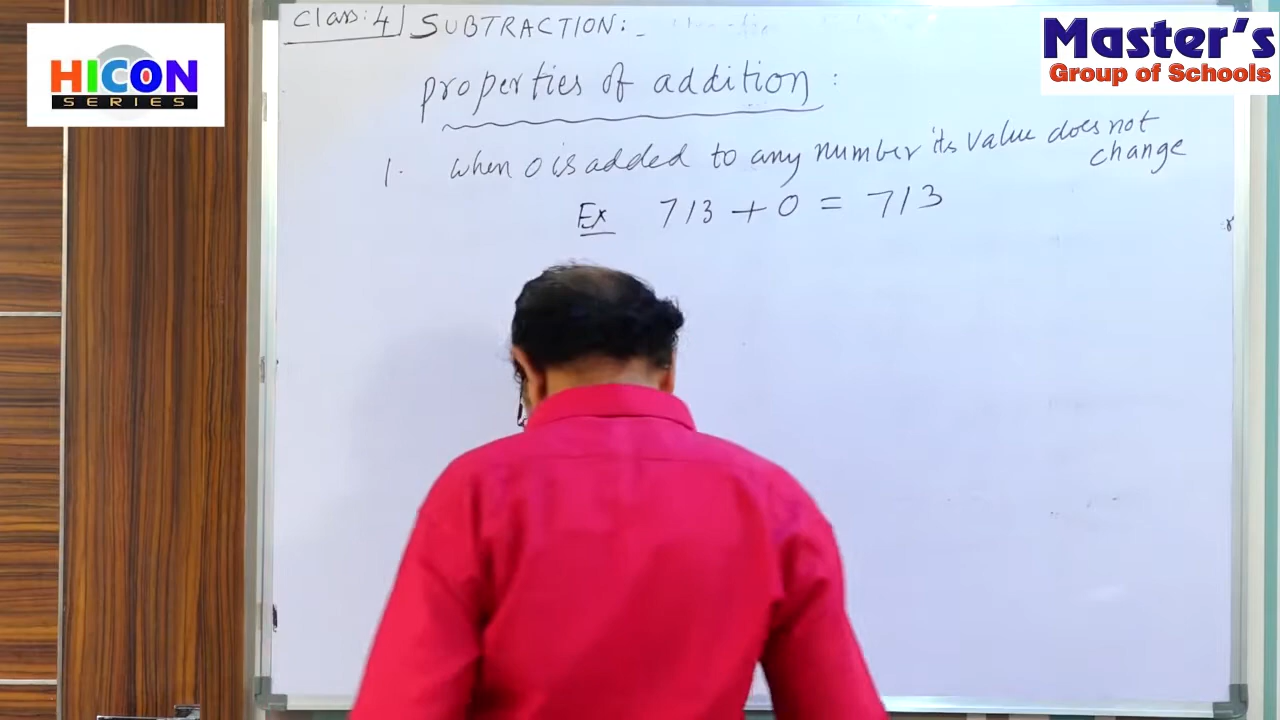 HICON
SERIES
Master's
Group of Schools
Class: 4 SUBTRACTION:-
properties of addition :
1. when 0 is added to any number its value does not
change
Ex 713 + 0 = 713